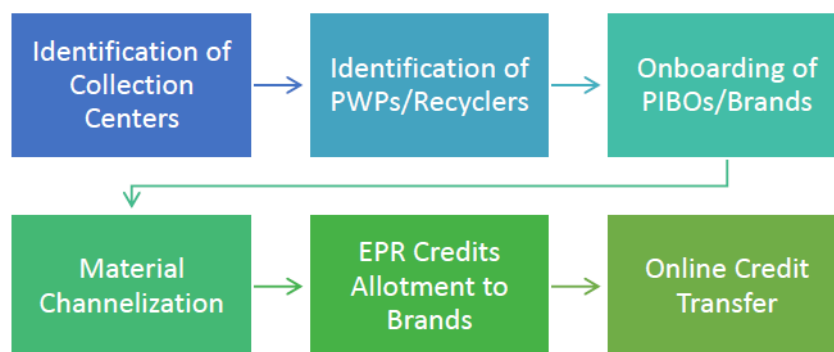 Identification of
Collection
Centers
Identification of
PWPs/Recyclers
Onboarding of
PIBOs/Brands
Material
Channelization
EPR Credits
Allotment to
Brands
Online Credit
Transfer